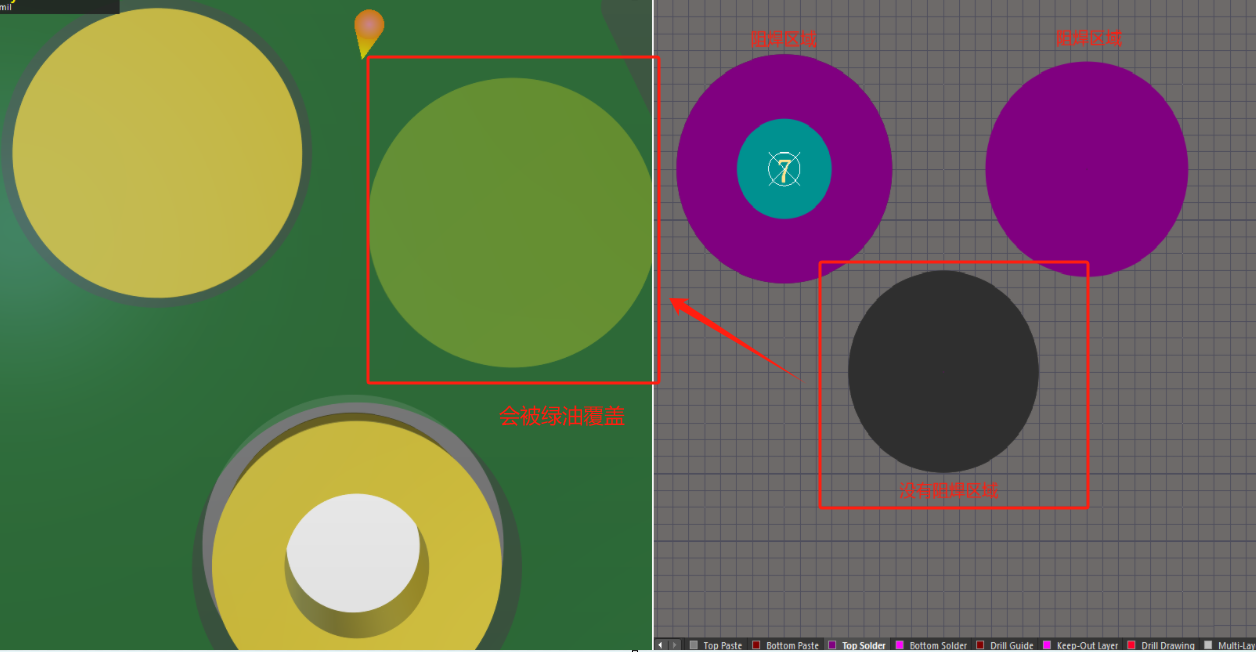 mil
阻焊区域
阻焊区域
7
会被绿油覆盖
没有阻焊区域
Top Paste
Bottom Paste
Top Solder
Bottom Solder
Drill Guide
Keep-Out Layer
Drill Drawing
Multi-Lay